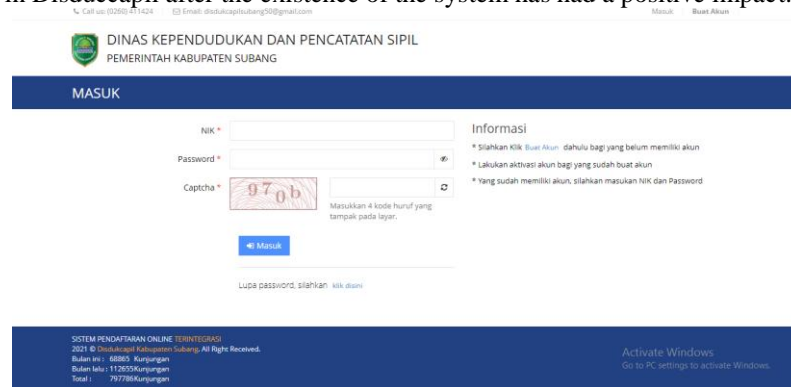 in Disducapil after the existence of the system has had a positive impact.
Call us: (0260) 411424 Email: disdukcapilsubang50@gmail.com Masuk Buat Akun
DINAS KEPENDUDUKAN DAN PENCATATAN SIPIL
PEMERINTAH KABUPATEN SUBANG
MASUK
NIK *
Password *
Captcha * 970b
Masukkan 4 kode huruf yang
tampak pada layar.
Masuk
Lupa password, silahkan klik disini
Informasi
* Silahkan Klik Buat Akun dahulu bagi yang belum memiliki akun
* Lakukan aktivasi akun bagi yang sudah buat akun
* Yang sudah memiliki akun, silahkan masukan NIK dan Password
SISTEM PENDAFTARAN ONLINE TERINTEGRASI
2021 © Disdukcapil Kabupaten Subang. All Right Received.
Bulan ini : 68865 Kunjungan
Bulan lalu : 112655Kunjungan
Total : 797786Kunjungan
Activate Windows
Go to PC settings to activate Windows.